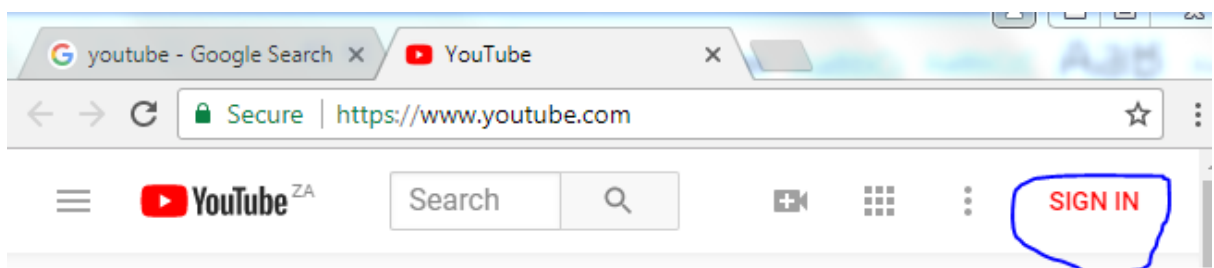 youtube - Google Search
YouTube
Secure | https://www.youtube.com
YouTube ZA
Search
SIGN IN